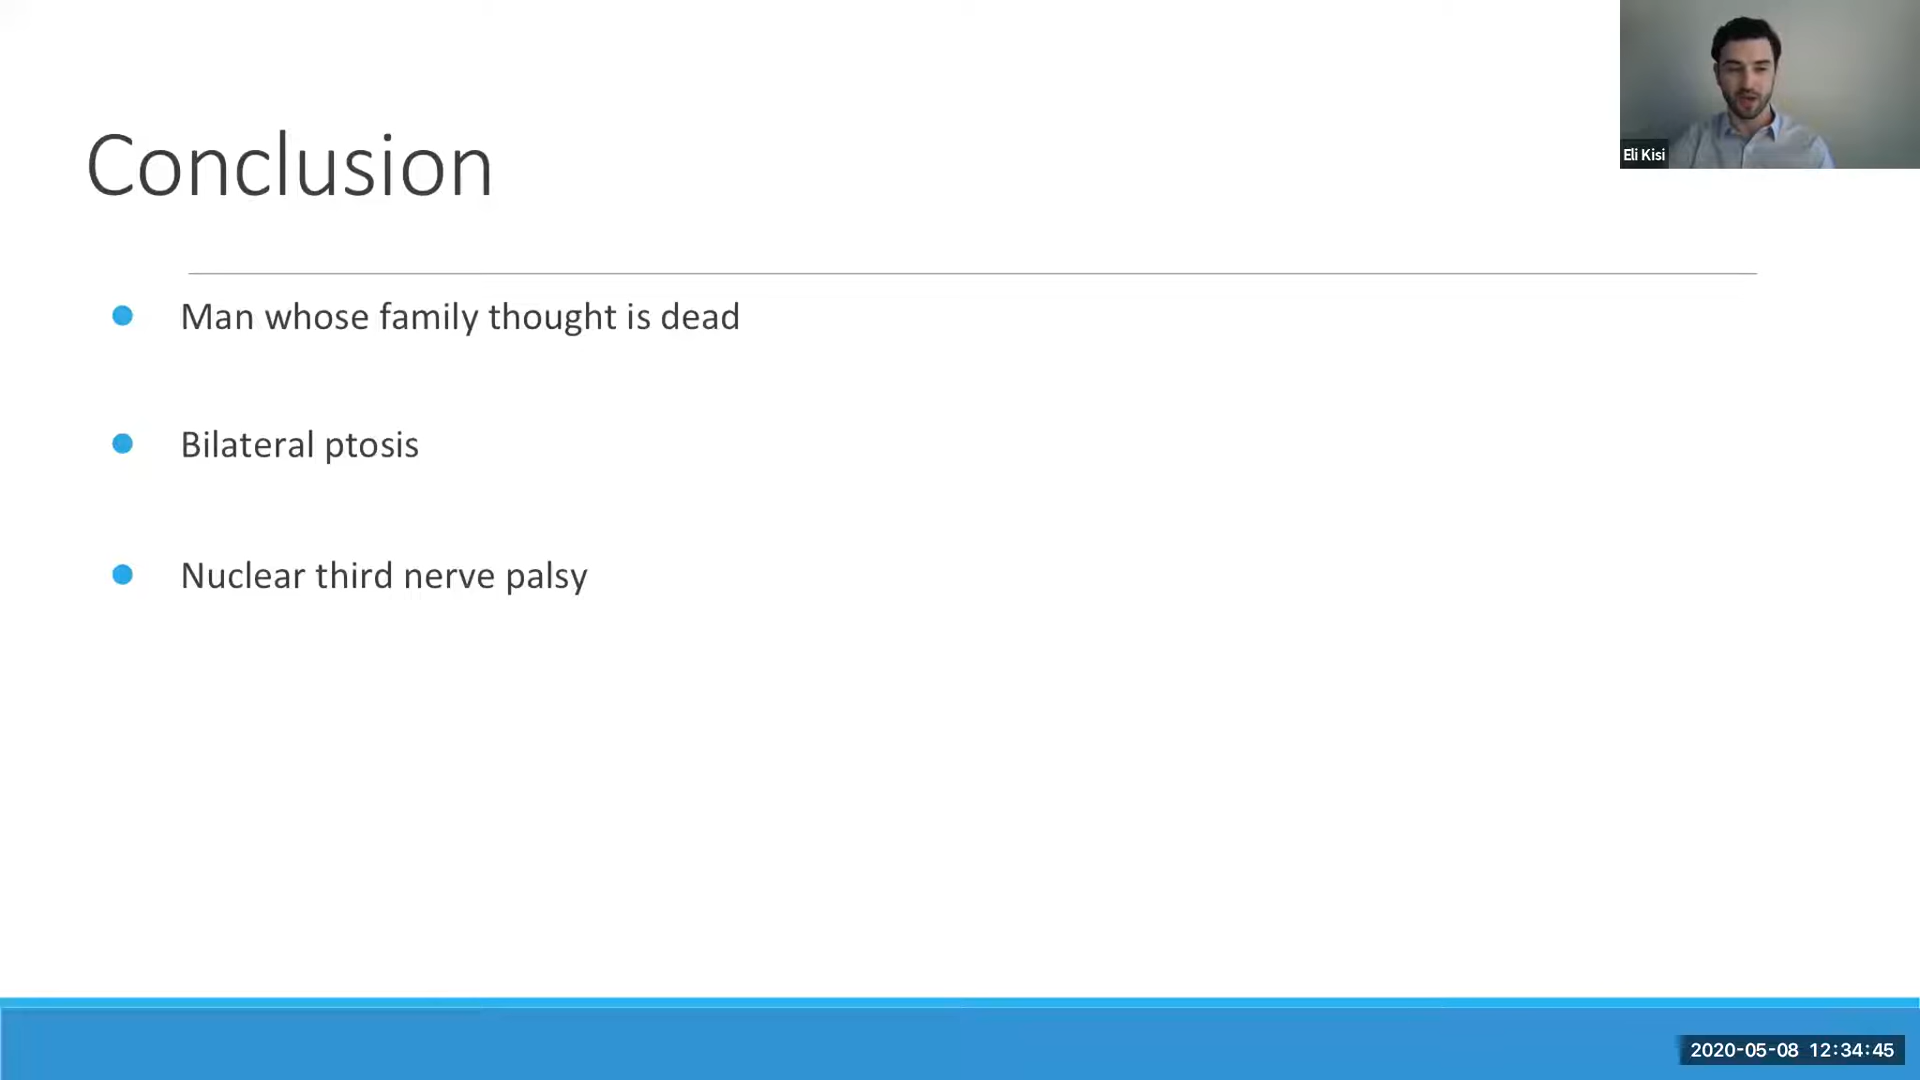 Conclusion
Eli Kisi
Man whose family thought is dead
Bilateral ptosis
Nuclear third nerve palsy
2020-05-08 12:34:45